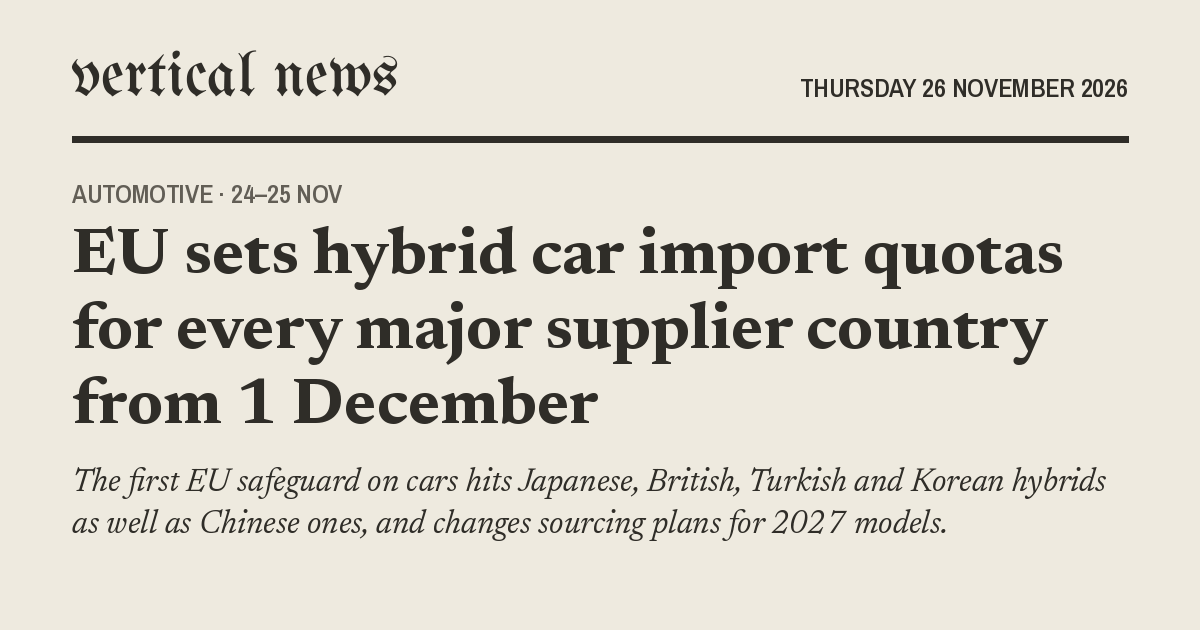 vertical news
THURSDAY 26 NOVEMBER 2026
AUTOMOTIVE · 24–25 NOV
EU sets hybrid car import quotas
for every major supplier country
from 1 December
The first EU safeguard on cars hits Japanese, British, Turkish and Korean hybrids
as well as Chinese ones, and changes sourcing plans for 2027 models.